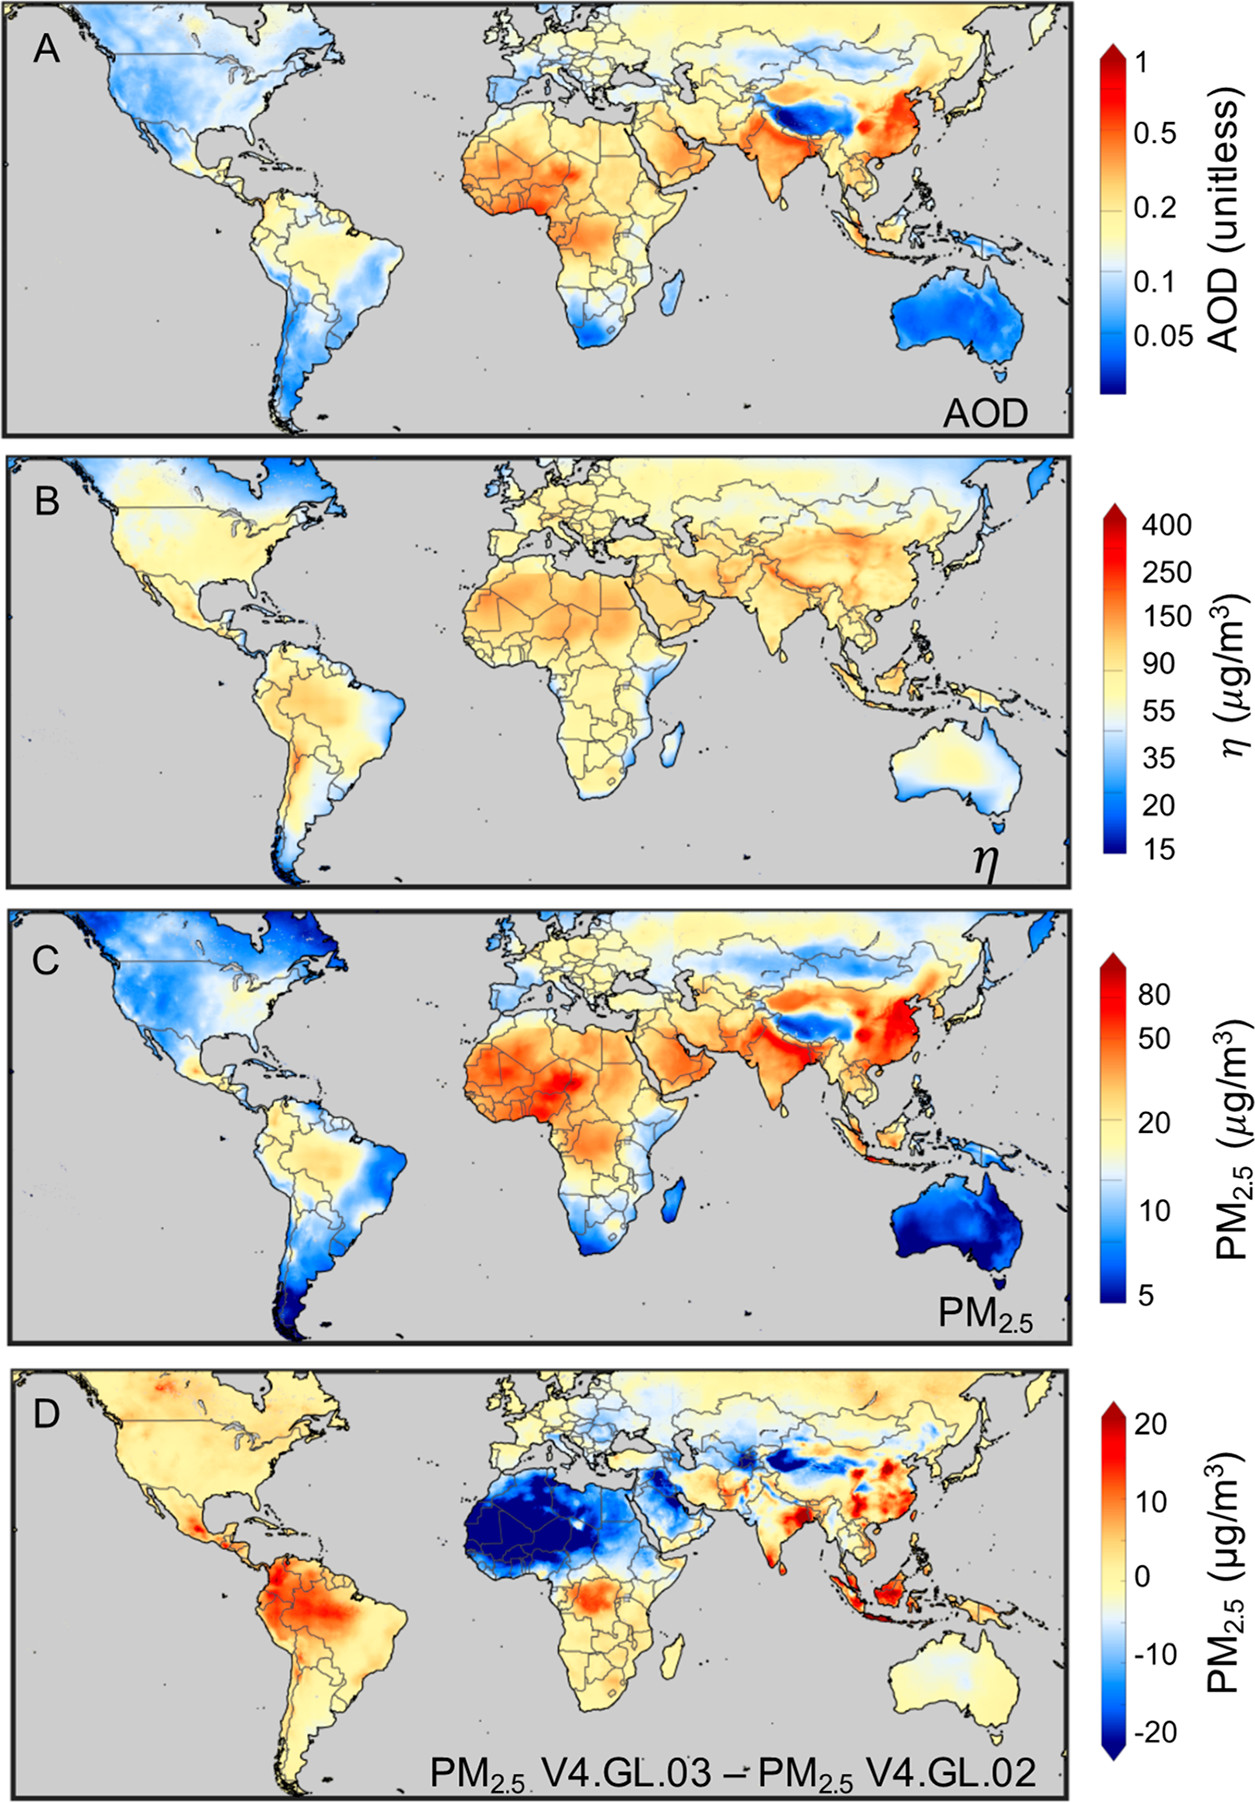 A
AOD
1
0.5
0.2
0.1
0.05
AOD (unitless)
B
η
400
250
150
90
55
35
20
15
η (μg/m³)
C
PM₂.₅
80
50
20
10
5
PM₂.₅ (μg/m³)
D
PM₂.₅ V4.GL.03 – PM₂.₅ V4.GL.02
20
10
0
-10
-20
PM₂.₅ (μg/m³)